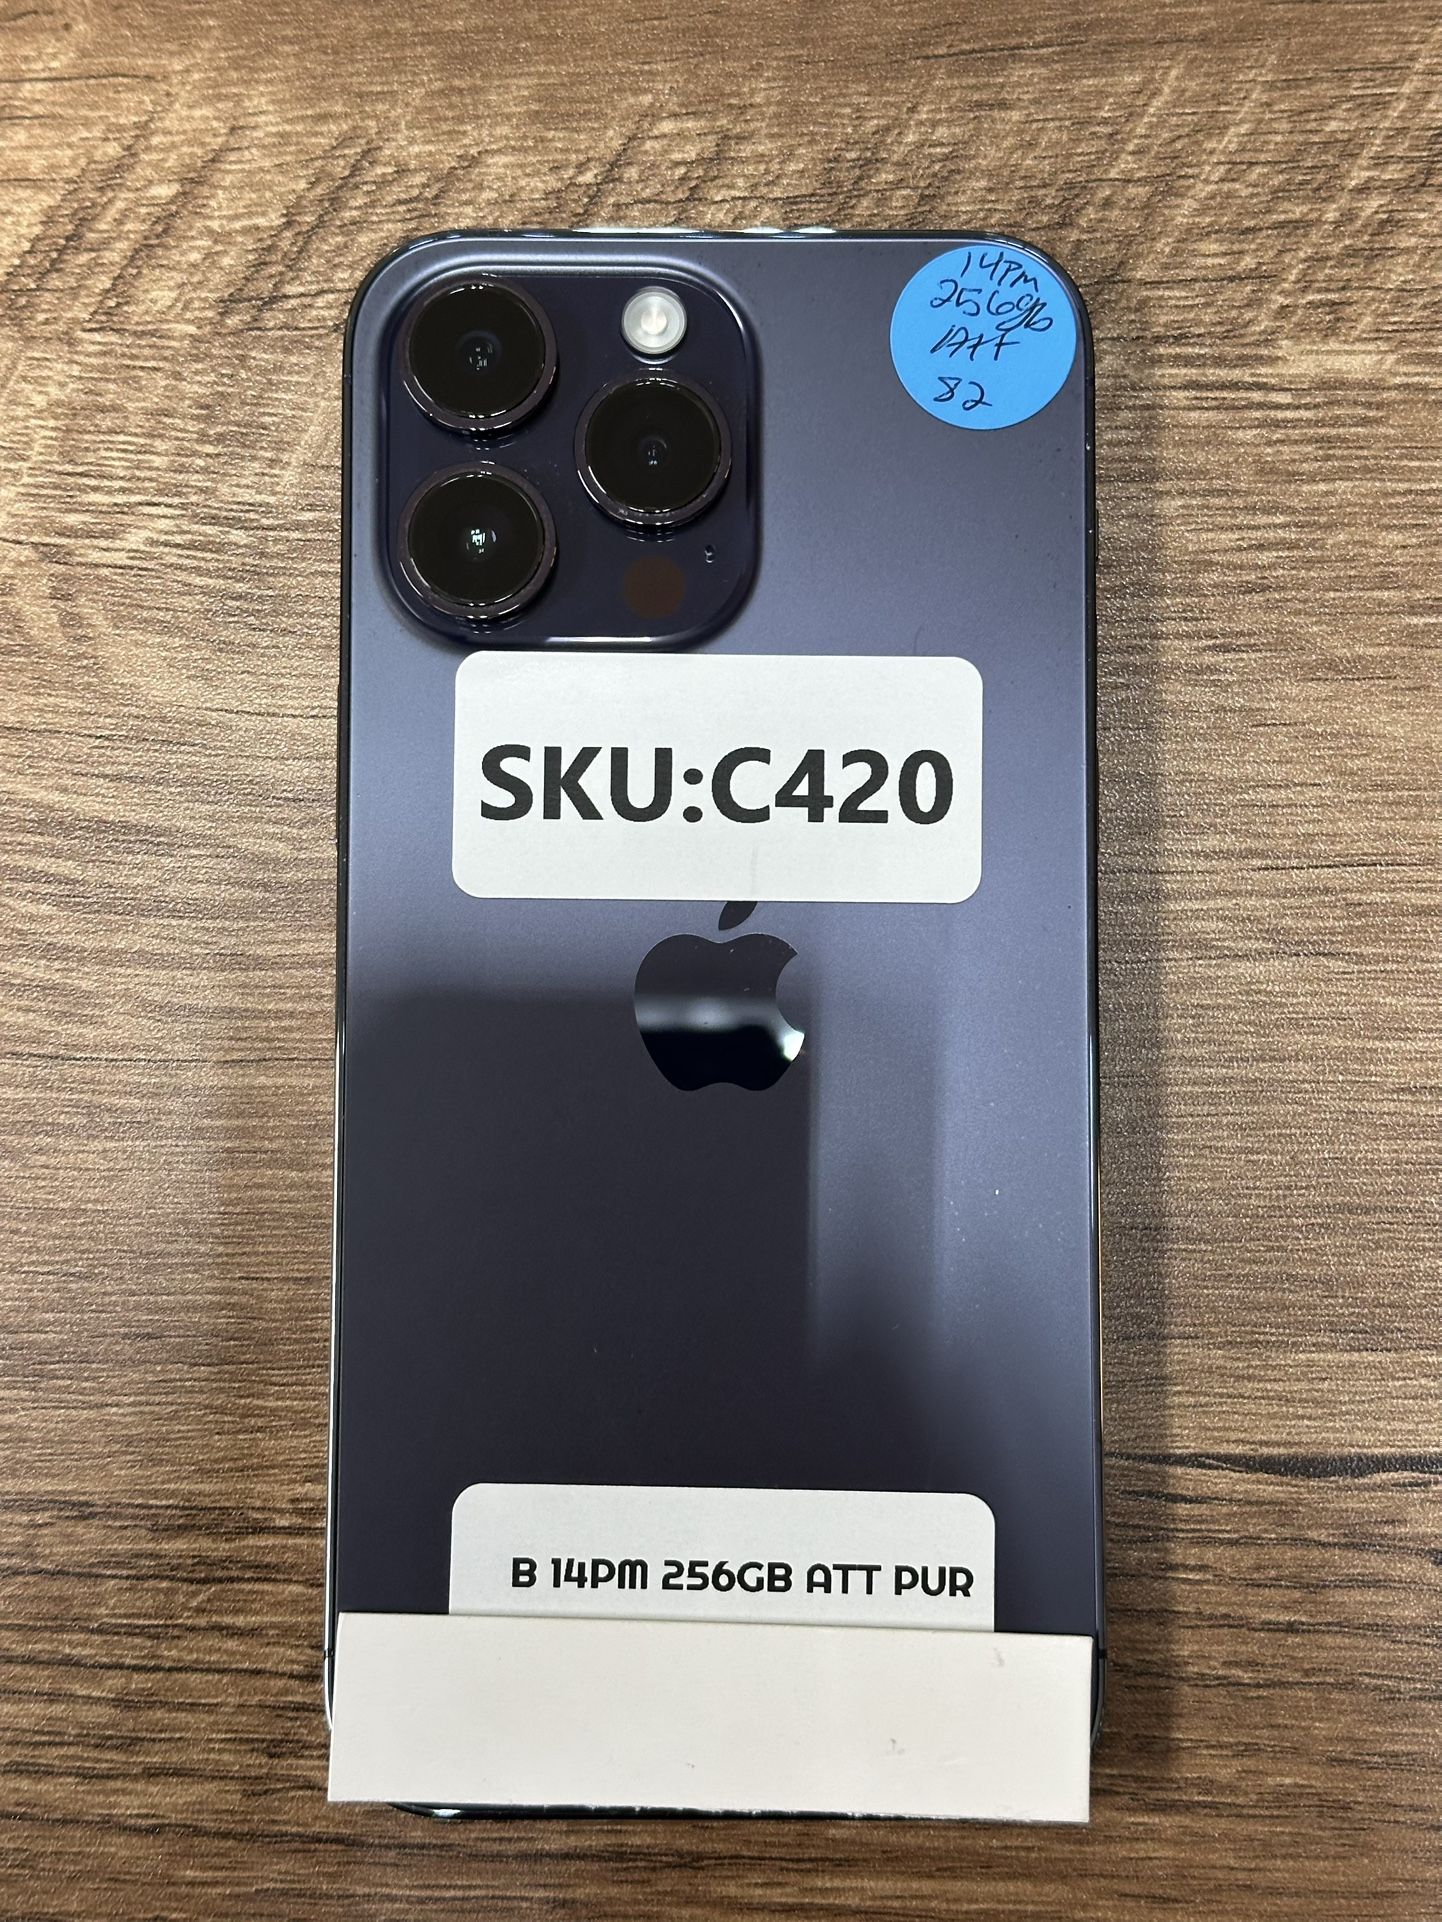 14PM
256gb
Att
82
SKU:C420
B 14PM 256GB ATT PUR